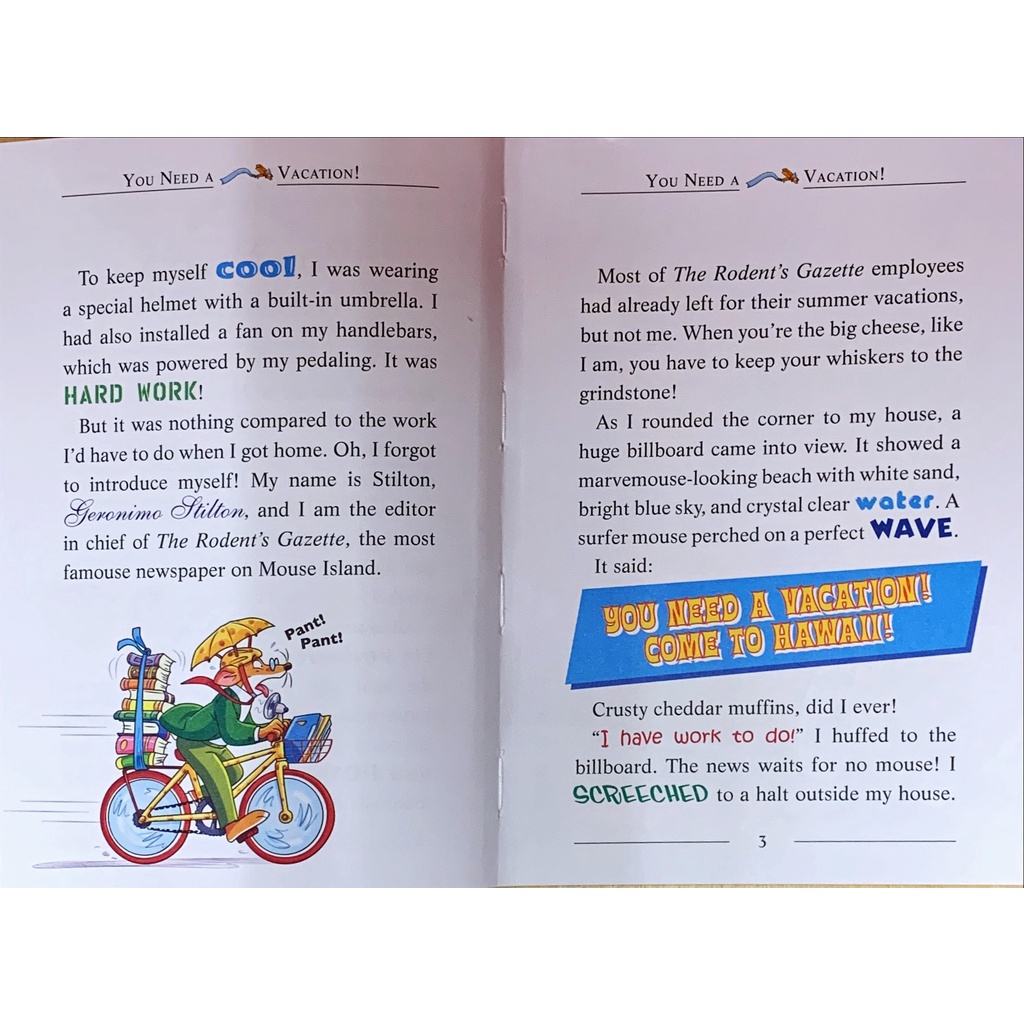 You Need a Vacation!
To keep myself cool, I was wearing
a special helmet with a built-in umbrella. I
had also installed a fan on my handlebars,
which was powered by my pedaling. It was
HARD WORK!
But it was nothing compared to the work
I'd have to do when I got home. Oh, I forgot
to introduce myself! My name is Stilton,
Geronimo Stilton, and I am the editor
in chief of The Rodent's Gazette, the most
famouse newspaper on Mouse Island.
Pant!
Pant!
You Need a Vacation!
Most of The Rodent's Gazette employees
had already left for their summer vacations,
but not me. When you're the big cheese, like
I am, you have to keep your whiskers to the
grindstone!
As I rounded the corner to my house, a
huge billboard came into view. It showed a
marvemouse-looking beach with white sand,
bright blue sky, and crystal clear water. A
surfer mouse perched on a perfect WAVE.
It said:
YOU NEED A VACATION!
COME TO HAWAII!
Crusty cheddar muffins, did I ever!
"I have work to do!" I huffed to the
billboard. The news waits for no mouse! I
SCREECHED to a halt outside my house.
3